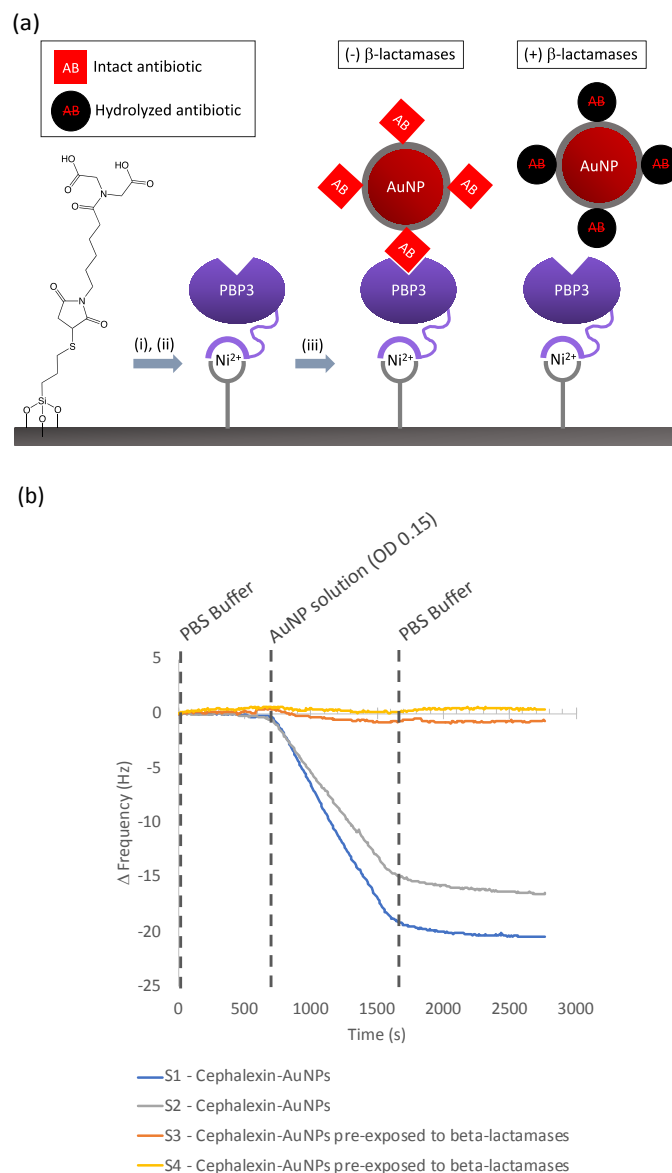 (a)
AB Intact antibiotic
AB Hydrolyzed antibiotic
(-) β-lactamases
(+) β-lactamases
AB
AB AuNP AB
AB
AB
AB AuNP AB
AB
HO
O
OH
O
N
O
O
N
O
S
Si
O O O
(i), (ii)
PBP3
Ni2+
(iii)
PBP3
Ni2+
PBP3
Ni2+
(b)
PBS Buffer
AuNP solution (OD 0.15)
PBS Buffer
Δ Frequency (Hz)
5
0
-5
-10
-15
-20
-25
0 500 1000 1500 2000 2500 3000
Time (s)
S1 - Cephalexin-AuNPs
S2 - Cephalexin-AuNPs
S3 - Cephalexin-AuNPs pre-exposed to beta-lactamases
S4 - Cephalexin-AuNPs pre-exposed to beta-lactamases